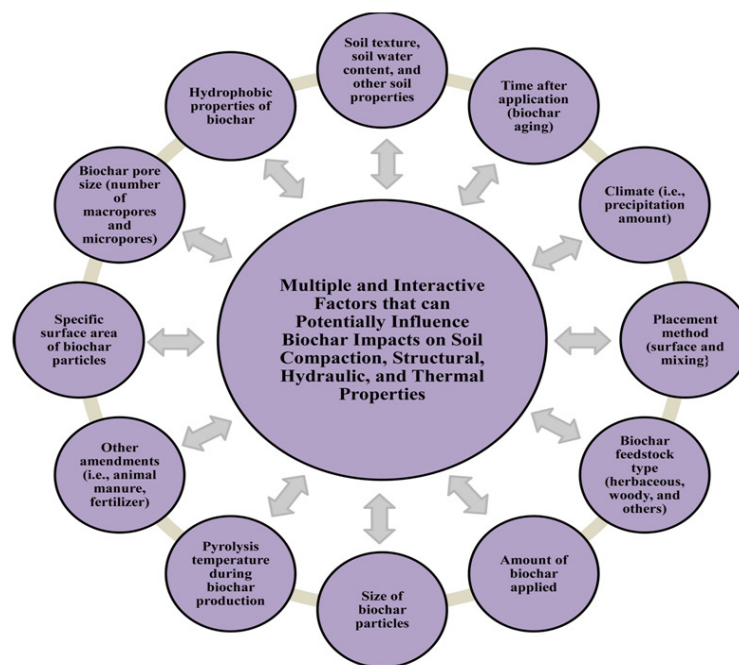 Soil texture,
soil water
content, and
other soil
properties
Time after
application
(biochar
aging)
Climate (i.e.,
precipitation
amount)
Placement
method
(surface and
mixing}
Biochar
feedstock
type
(herbaceous,
woody, and
others)
Amount of
biochar
applied
Size of
biochar
particles
Pyrolysis
temperature
during
biochar
production
Other
amendments
(i.e., animal
manure,
fertilizer)
Specific
surface area
of biochar
particles
Biochar pore
size (number
of
macropores
and
micropores)
Hydrophobic
properties of
biochar
Multiple and Interactive
Factors that can
Potentially Influence
Biochar Impacts on Soil
Compaction, Structural,
Hydraulic, and Thermal
Properties